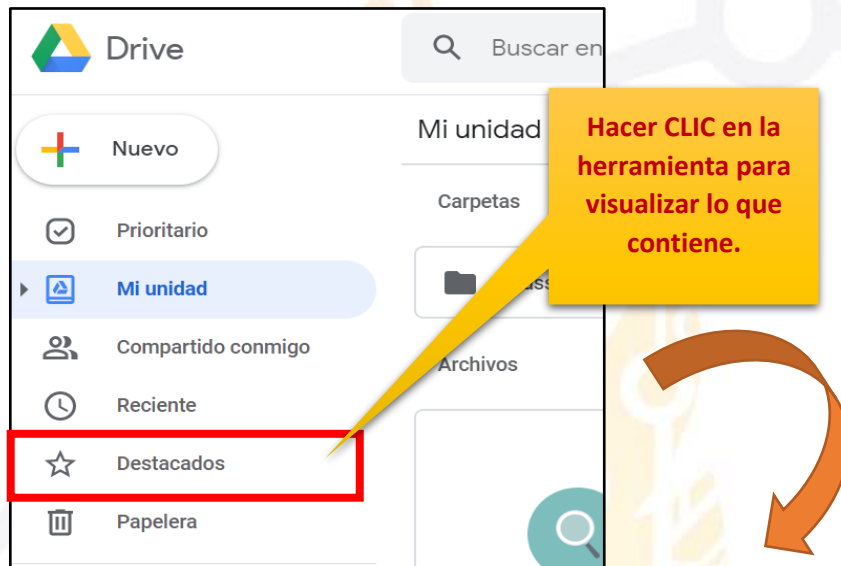 Drive
Buscar en
Nuevo
Mi unidad
Hacer CLIC en la
herramienta para
visualizar lo que
contiene.
Carpetas
Prioritario
Mi unidad
Compartido conmigo
Archivos
Reciente
Destacados
Papelera